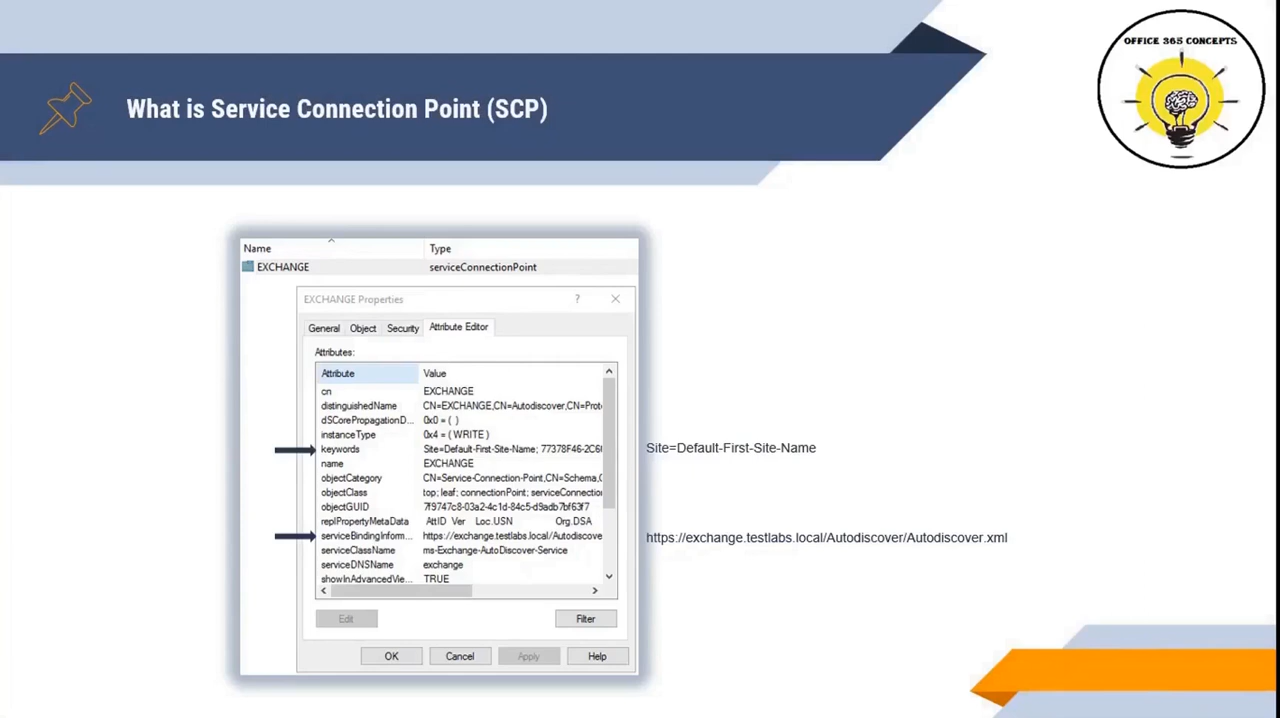 OFFICE 365 CONCEPTS
What is Service Connection Point (SCP)
Name Type
EXCHANGE serviceConnectionPoint
EXCHANGE Properties ?
General Object Security Attribute Editor
Attributes:
Attribute Value
cn EXCHANGE
distinguishedName CN=EXCHANGE,CN=Autodiscover,CN=Prot
dSCorePropagationD... 0x0 = ( )
instanceType 0x4 = ( WRITE )
keywords Site=Default-First-Site-Name; 77378F46-2C6 Site=Default-First-Site-Name
name EXCHANGE
objectCategory CN=Service-Connection-Point,CN=Schema,
objectClass top; leaf; connectionPoint; serviceConnection
objectGUID 7f9747c8-03a2-4c1d-84c5-d9adb7bf63f7
replPropertyMetaData AttID Ver Loc.USN Org.DSA
serviceBindingInform... https://exchange.testlabs.local/Autodiscove https://exchange.testlabs.local/Autodiscover/Autodiscover.xml
serviceClassName ms-Exchange-AutoDiscover-Service
serviceDNSName exchange
showInAdvancedVie... TRUE
Edit Filter
OK Cancel Apply Help